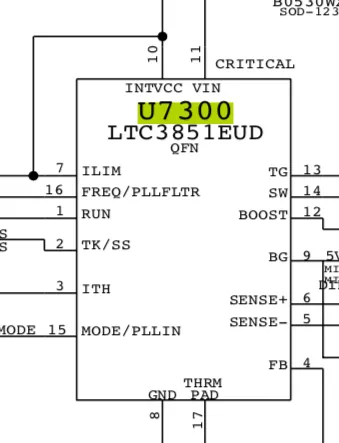 B0530W
SOD-123
10
11
CRITICAL
INTVCC VIN
U7300
LTC3851EUD
QFN
7 ILIM
TG 13
16 FREQ/PLLFLTR
SW 14
1 RUN
BOOST 12
S
S
2 TK/SS
BG 9 5V
MI
MI
DI
3 ITH
SENSE+ 6
SENSE- 5
MODE 15 MODE/PLLIN
FB 4
THRM
GND PAD
8
17